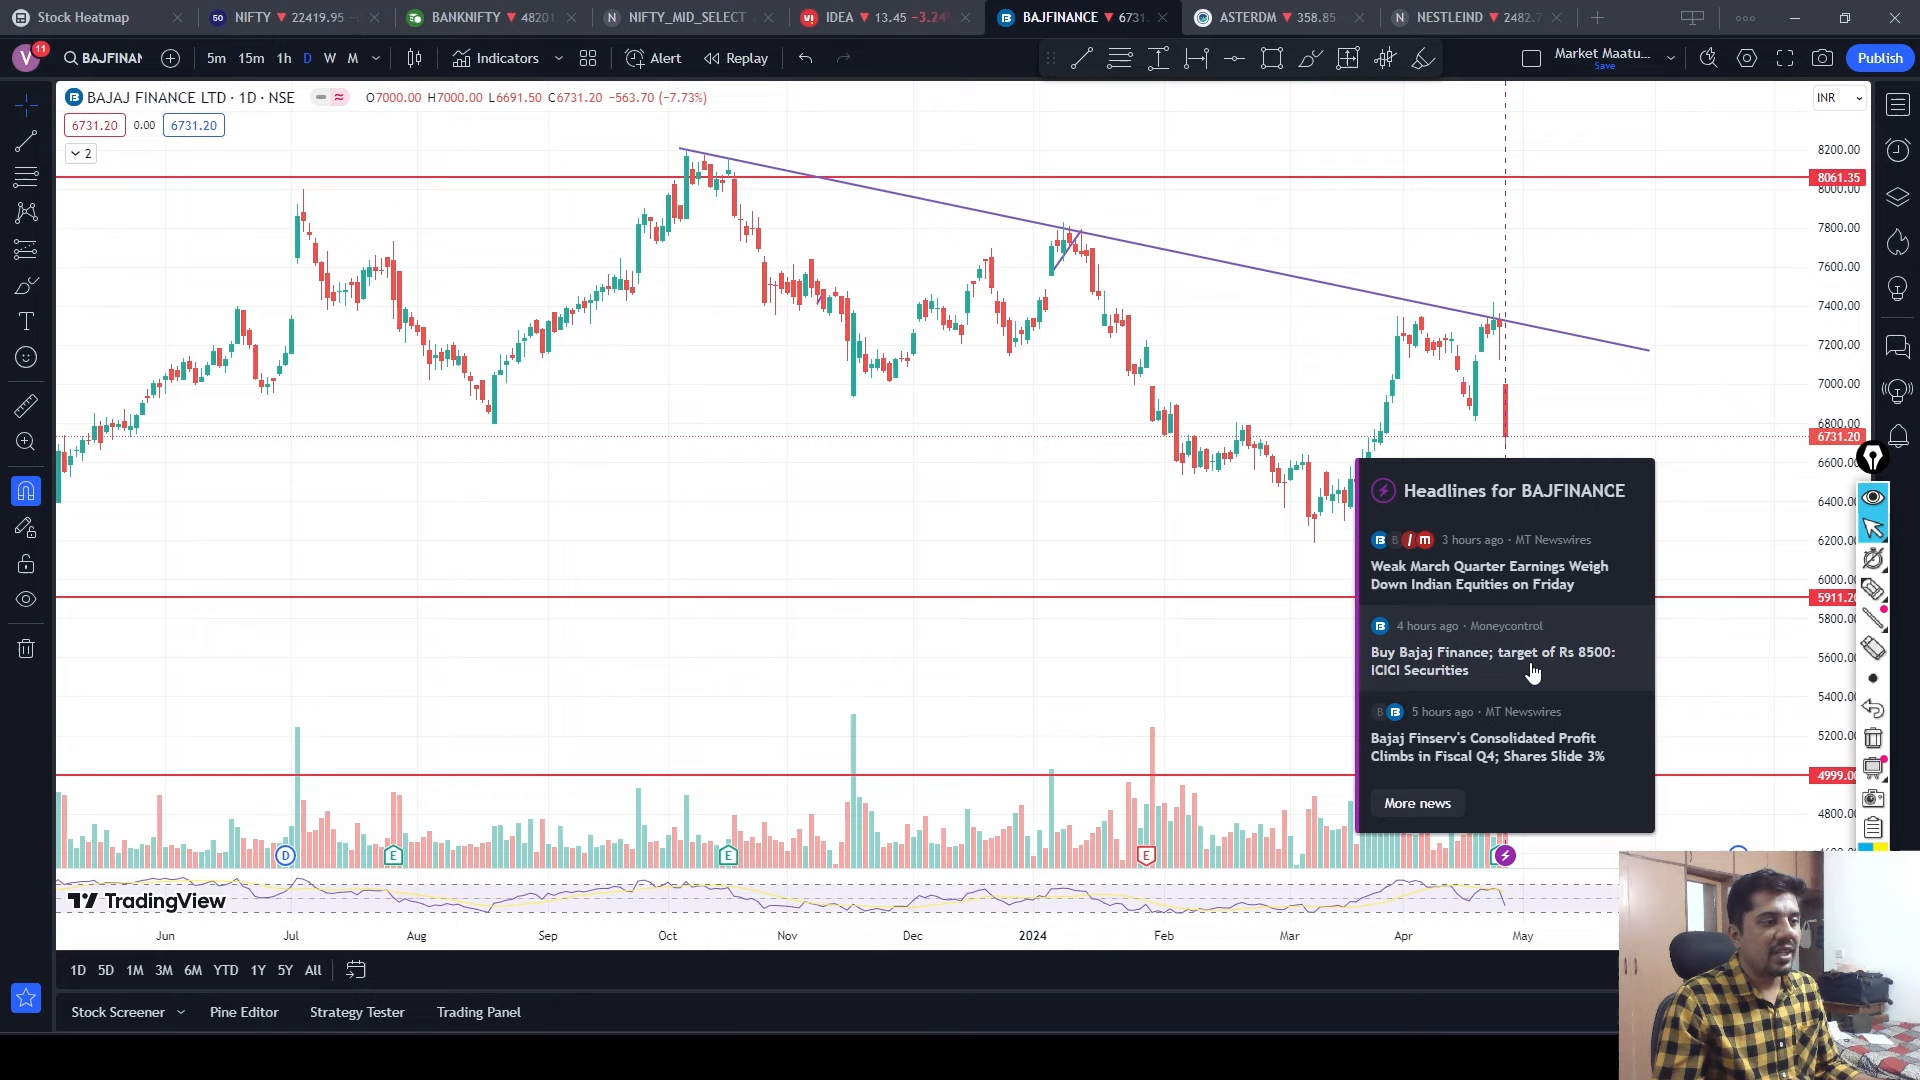 Stock Heatmap
50 NIFTY ▼ 22419.95 -
BANKNIFTY ▼ 48201
N NIFTY_MID_SELECT
VI IDEA ▼ 13.45 −3.24%
BAJFINANCE ▼ 6731.
ASTERDM ▼ 358.85
N NESTLEIND ▼ 2482.7
V 11
BAJFINAN
5m 15m 1h D W M
Indicators
Alert
Replay
Market Maatu...
Save
Publish
BAJAJ FINANCE LTD · 1D · NSE
O7000.00 H7000.00 L6691.50 C6731.20 −563.70 (−7.73%)
INR
6731.20 0.00 6731.20
2
8200.00
8061.35
8000.00
7800.00
7600.00
7400.00
7200.00
7000.00
6800.00
6731.20
6600.00
6400.00
6200.00
6000.00
5911.20
5800.00
5600.00
5400.00
5200.00
4999.00
4800.00
Headlines for BAJFINANCE
3 hours ago · MT Newswires
Weak March Quarter Earnings Weigh
Down Indian Equities on Friday
4 hours ago · Moneycontrol
Buy Bajaj Finance; target of Rs 8500:
ICICI Securities
5 hours ago · MT Newswires
Bajaj Finserv's Consolidated Profit
Climbs in Fiscal Q4; Shares Slide 3%
More news
D E E E
TradingView
Jun Jul Aug Sep Oct Nov Dec 2024 Feb Mar Apr May
1D 5D 1M 3M 6M YTD 1Y 5Y All
Stock Screener Pine Editor Strategy Tester Trading Panel